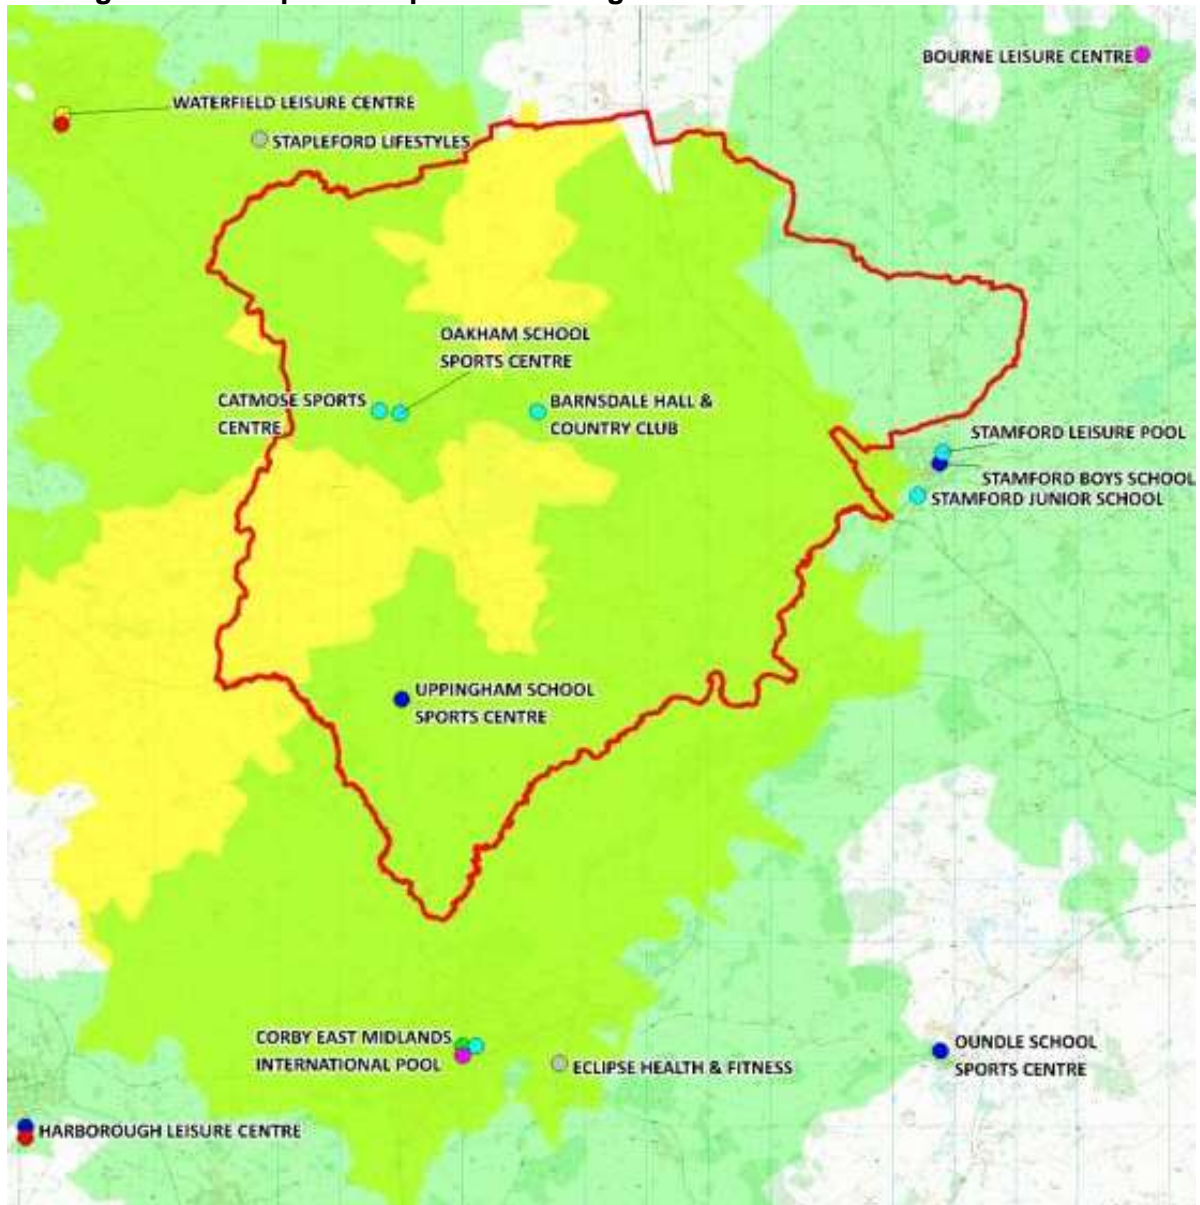 BOURNE LEISURE CENTRE
WATERFIELD LEISURE CENTRE
STAPLEFORD LIFESTYLES
OAKHAM SCHOOL
SPORTS CENTRE
CATMOSE SPORTS
CENTRE
BARNSDALE HALL &
COUNTRY CLUB
STAMFORD LEISURE POOL
STAMFORD BOYS SCHOOL
STAMFORD JUNIOR SCHOOL
UPPINGHAM SCHOOL
SPORTS CENTRE
CORBY EAST MIDLANDS
INTERNATIONAL POOL
ECLIPSE HEALTH & FITNESS
OUNDLE SCHOOL
SPORTS CENTRE
HARBOROUGH LEISURE CENTRE